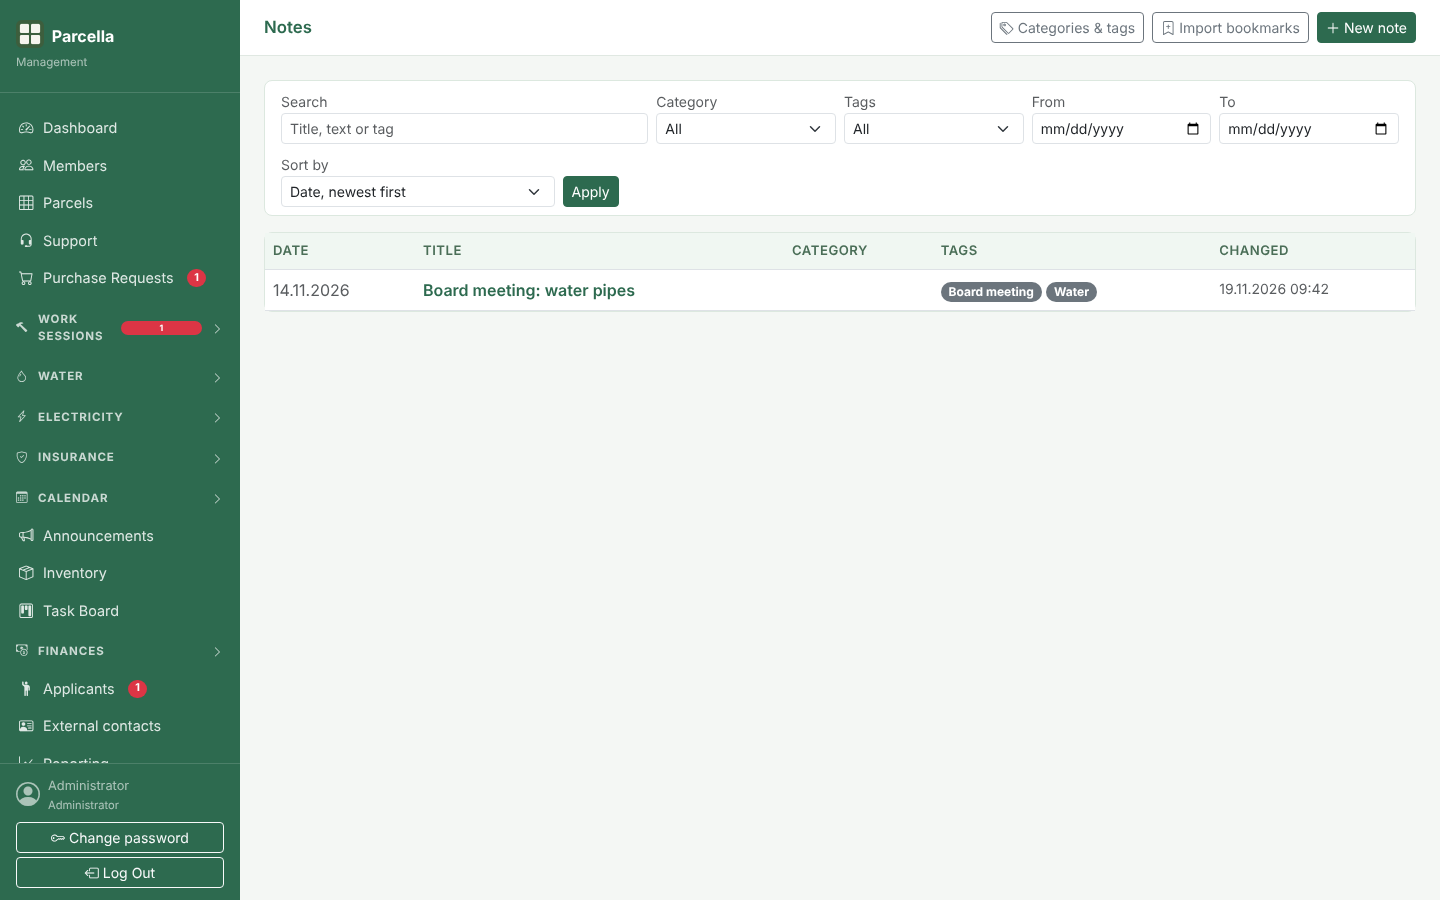 Parcella
Management
Dashboard
Members
Parcels
Support
Purchase Requests 1
WORK SESSIONS 1
WATER
ELECTRICITY
INSURANCE
CALENDAR
Announcements
Inventory
Task Board
FINANCES
Applicants 1
External contacts
Reporting
Administrator
Administrator
Change password
Log Out
Notes
Categories & tags
Import bookmarks
New note
Search Category Tags From To
Title, text or tag All All mm/dd/yyyy mm/dd/yyyy
Sort by
Date, newest first Apply
DATE TITLE CATEGORY TAGS CHANGED
14.11.2026 Board meeting: water pipes Board meeting Water 19.11.2026 09:42